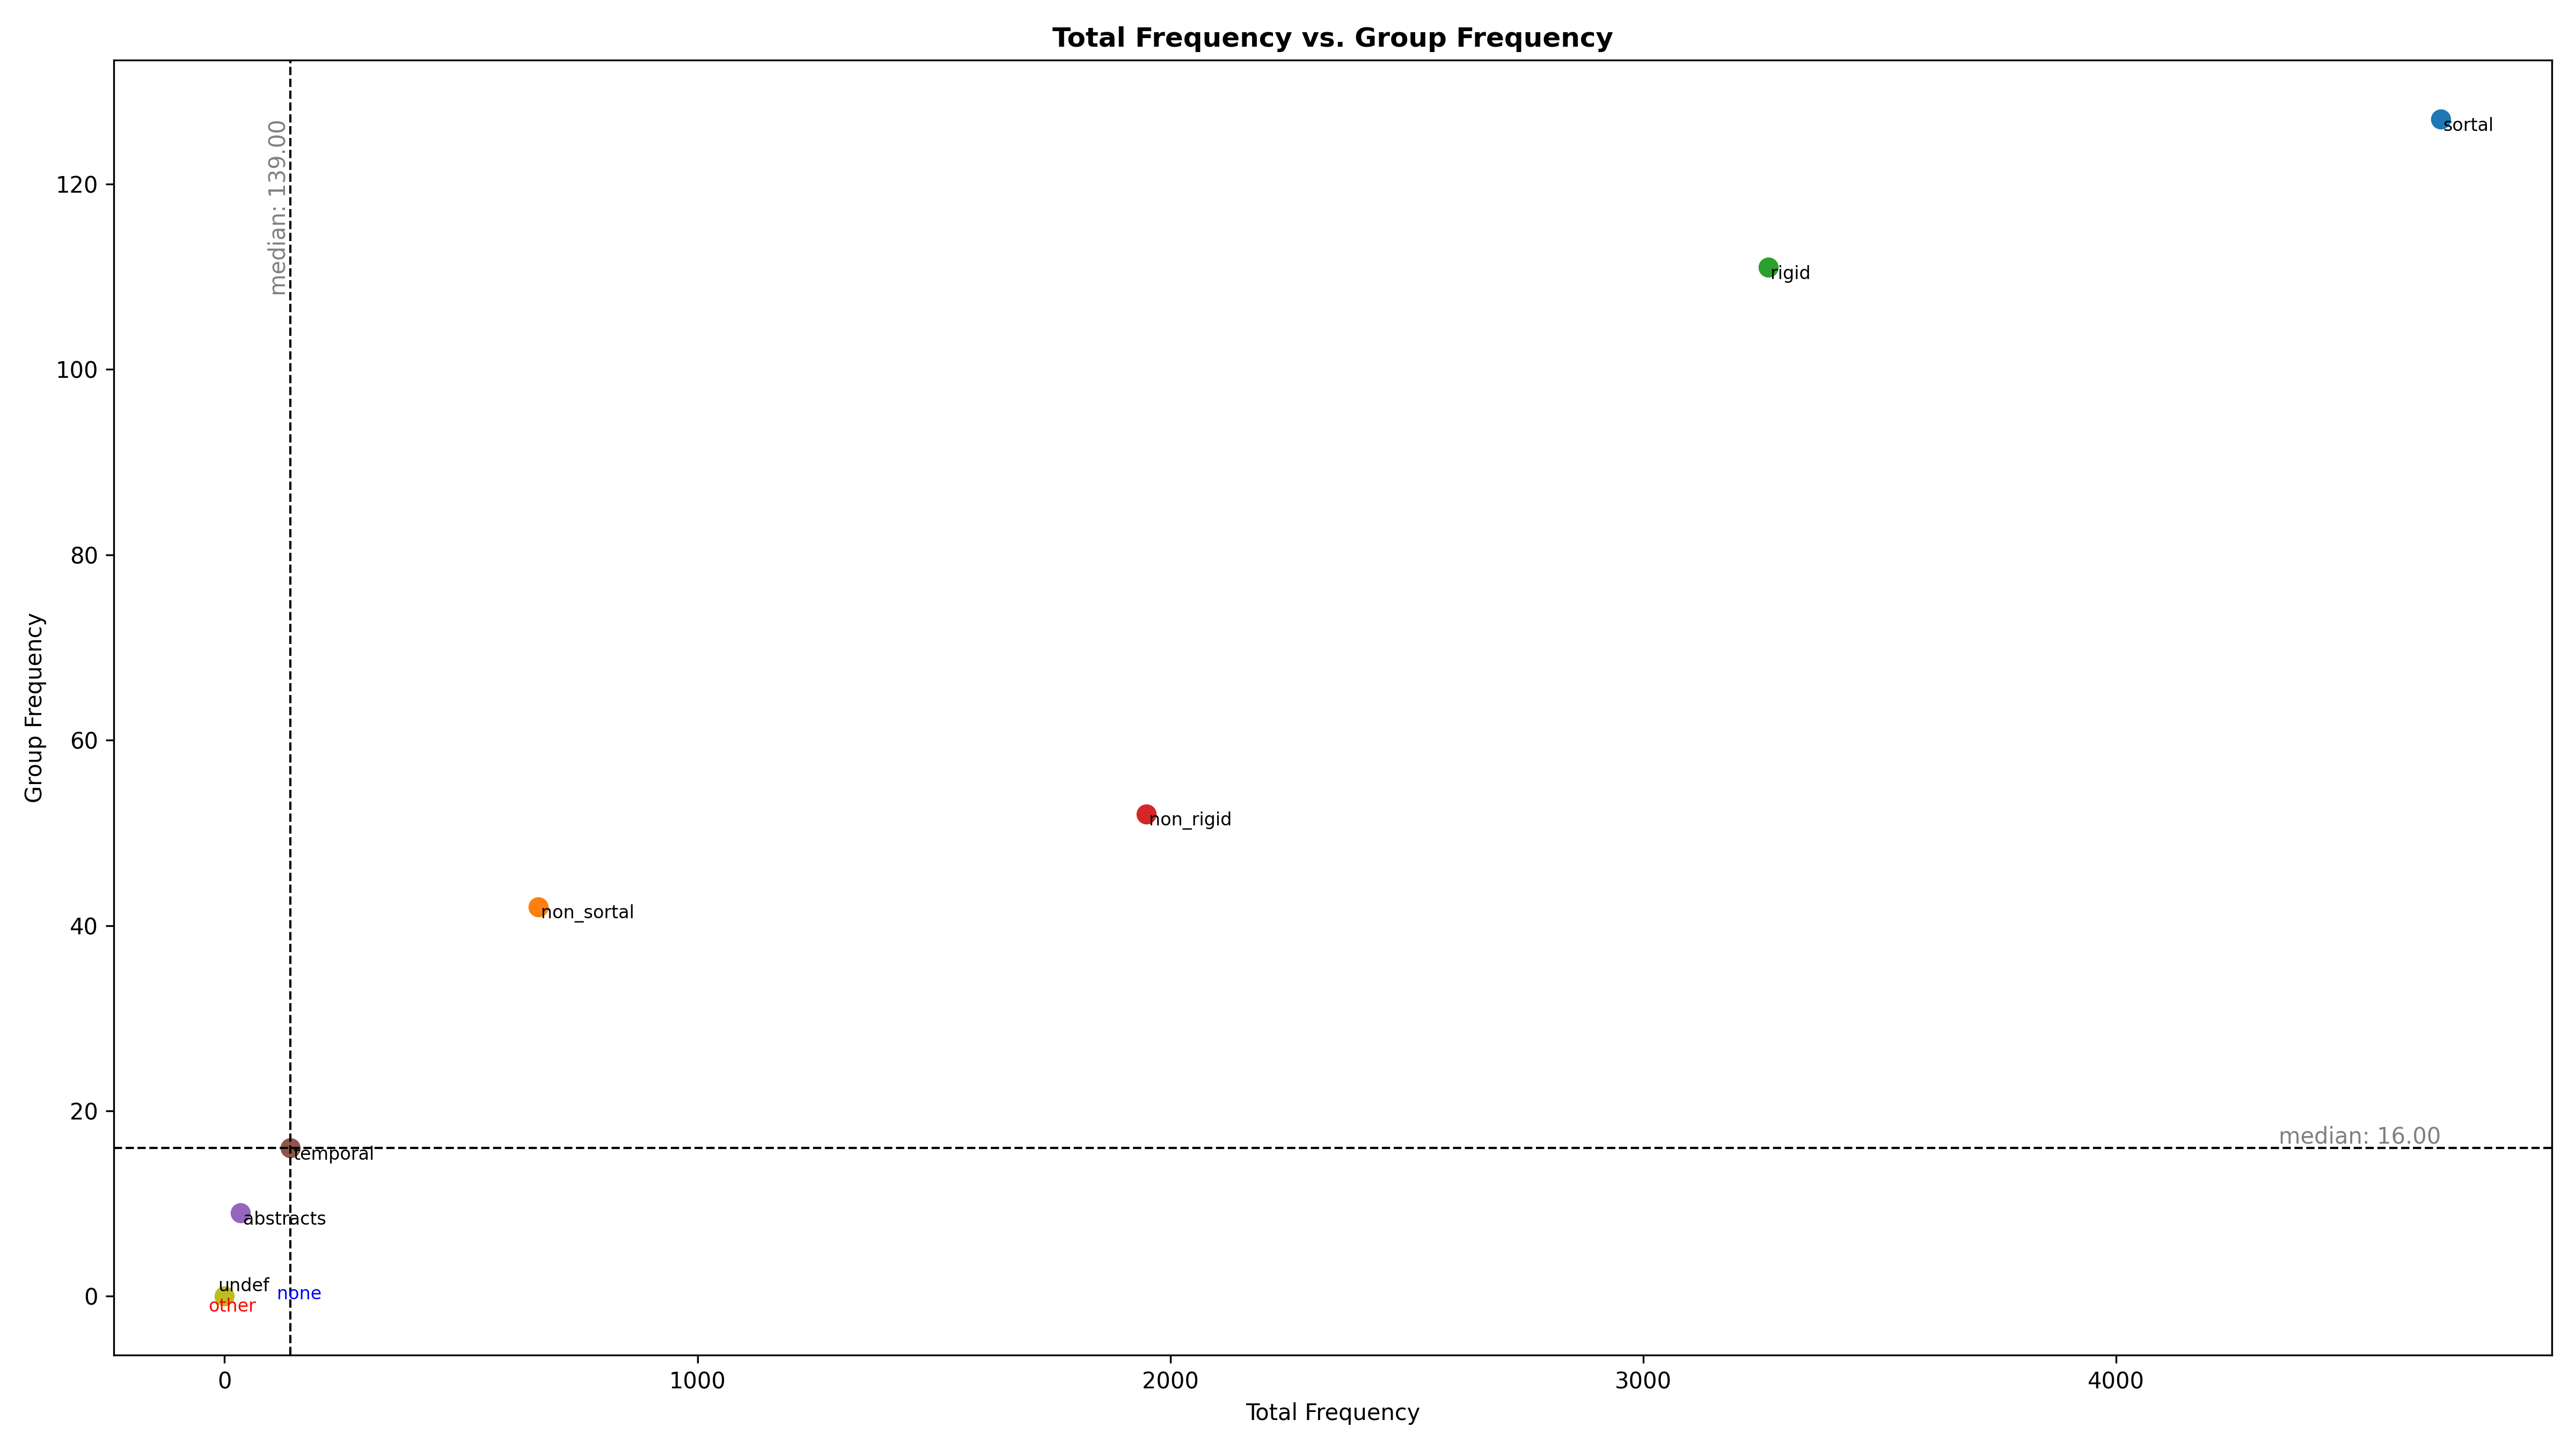 Total Frequency vs. Group Frequency
median: 139.00
sortal
120
rigid
100
80
Group Frequency
60
non_rigid
non_sortal
40
20
median: 16.00
temporal
abstracts
undef
none
0
other
0
1000
2000
3000
4000
Total Frequency